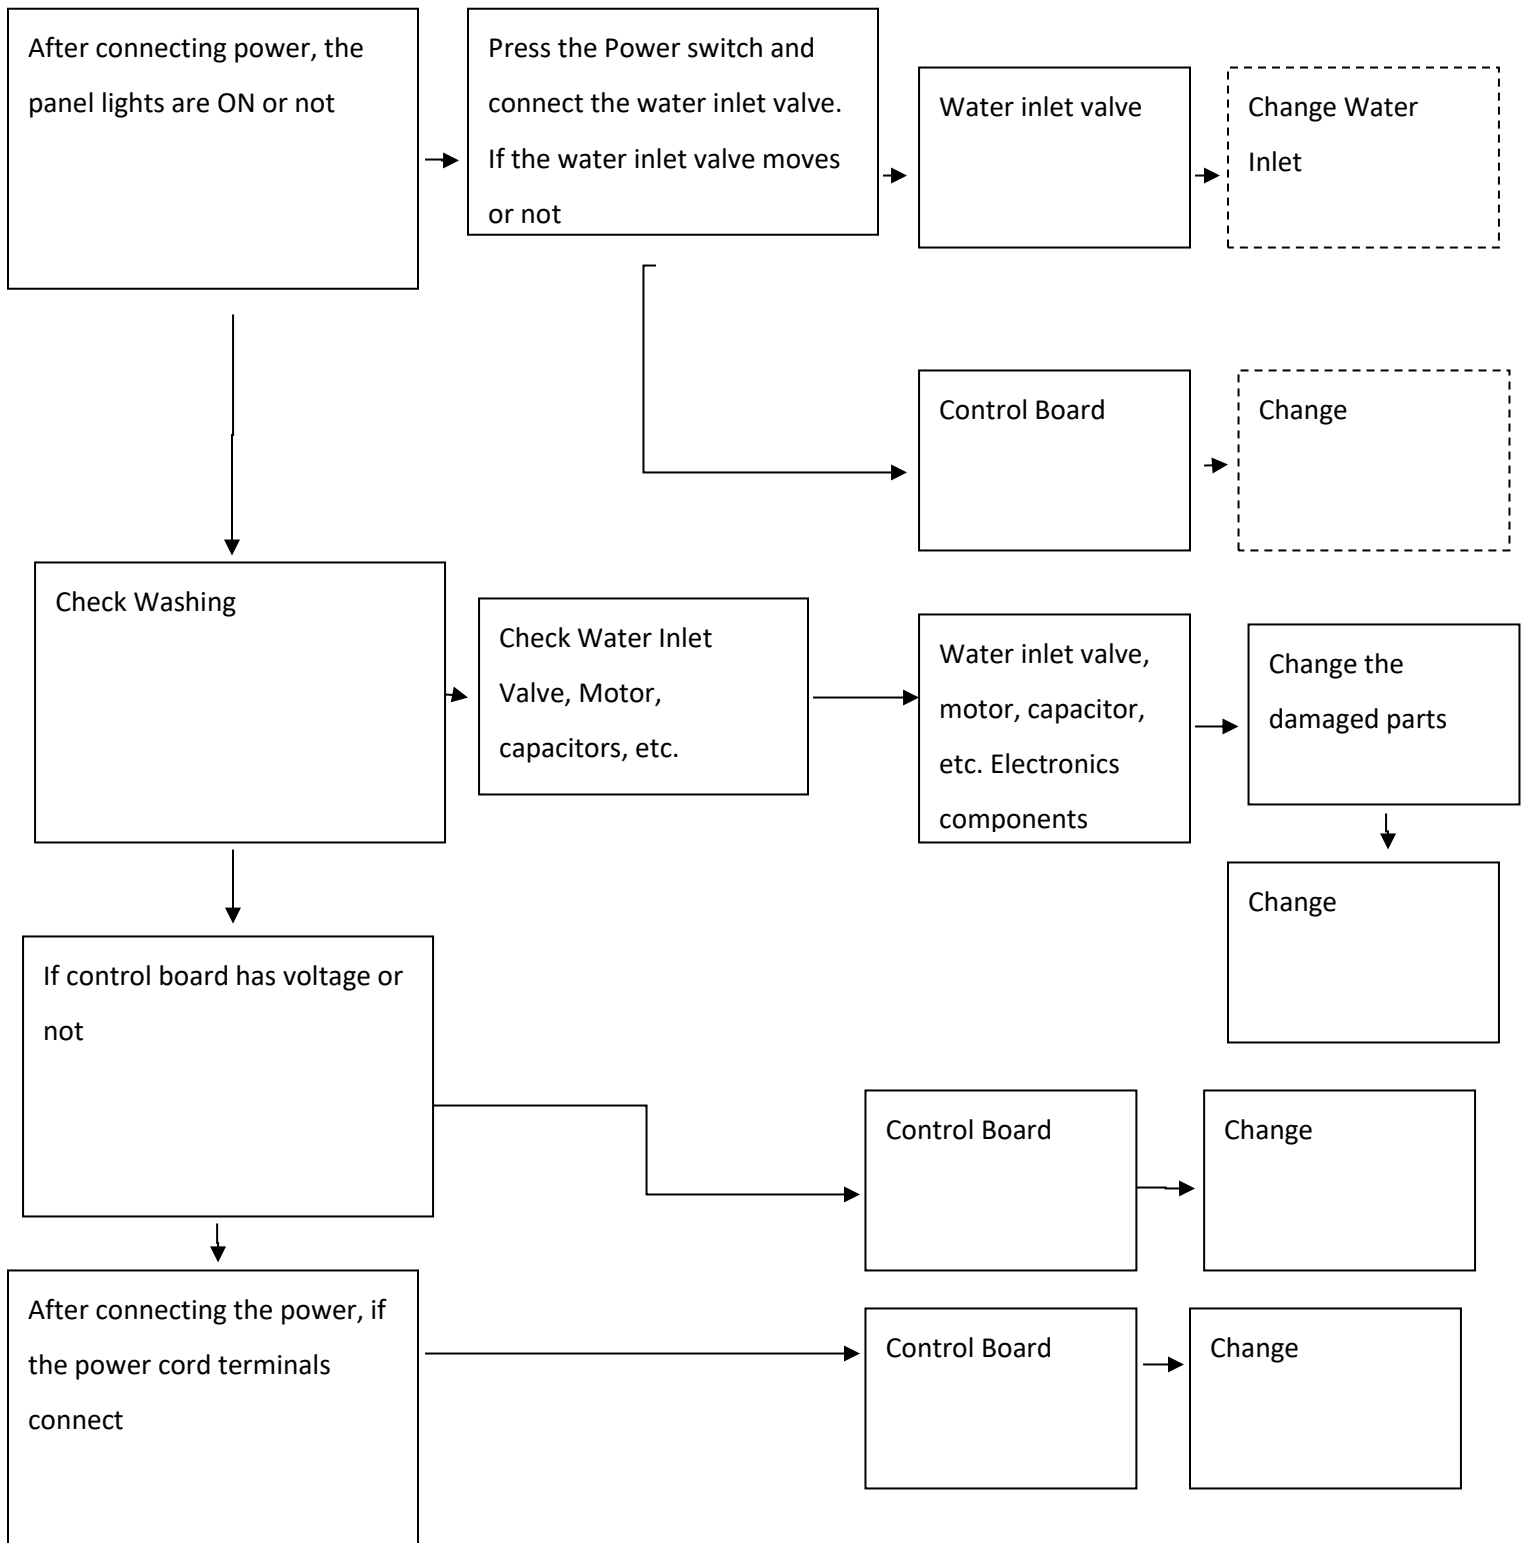 After connecting power, the
panel lights are ON or not
Press the Power switch and
connect the water inlet valve.
If the water inlet valve moves
or not
Water inlet valve
Change Water
Inlet
Control Board
Change
Check Washing
Check Water Inlet
Valve, Motor,
capacitors, etc.
Water inlet valve,
motor, capacitor,
etc. Electronics
components
Change the
damaged parts
Change
If control board has voltage or
not
Control Board
Change
After connecting the power, if
the power cord terminals
connect
Control Board
Change